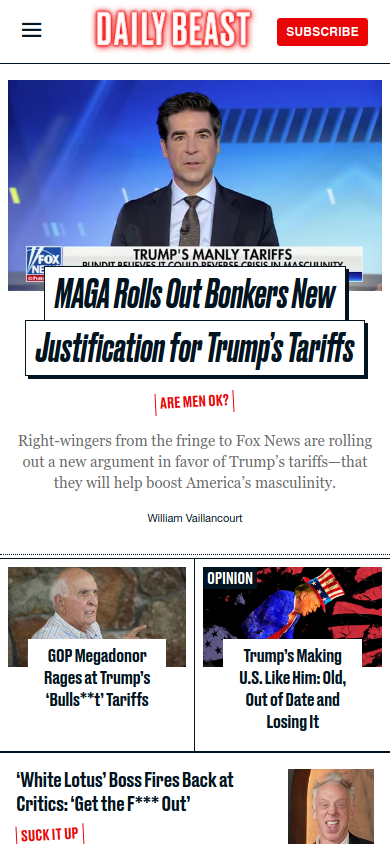 DAILY BEAST
SUBSCRIBE
FOX
NE
chan
TRUMP'S MANLY TARIFFS
PUNDIT BELIEVES IT COULD REVERSE CRISIS IN MASCULINITY
MAGA Rolls Out Bonkers New
Justification for Trump's Tariffs
ARE MEN OK?
Right-wingers from the fringe to Fox News are rolling
out a new argument in favor of Trump's tariffs—that
they will help boost America's masculinity.
William Vaillancourt
GOP Megadonor
Rages at Trump's
'Bulls**t' Tariffs
OPINION
Trump's Making
U.S. Like Him: Old,
Out of Date and
Losing It
'White Lotus' Boss Fires Back at
Critics: 'Get the F*** Out'
SUCK IT UP